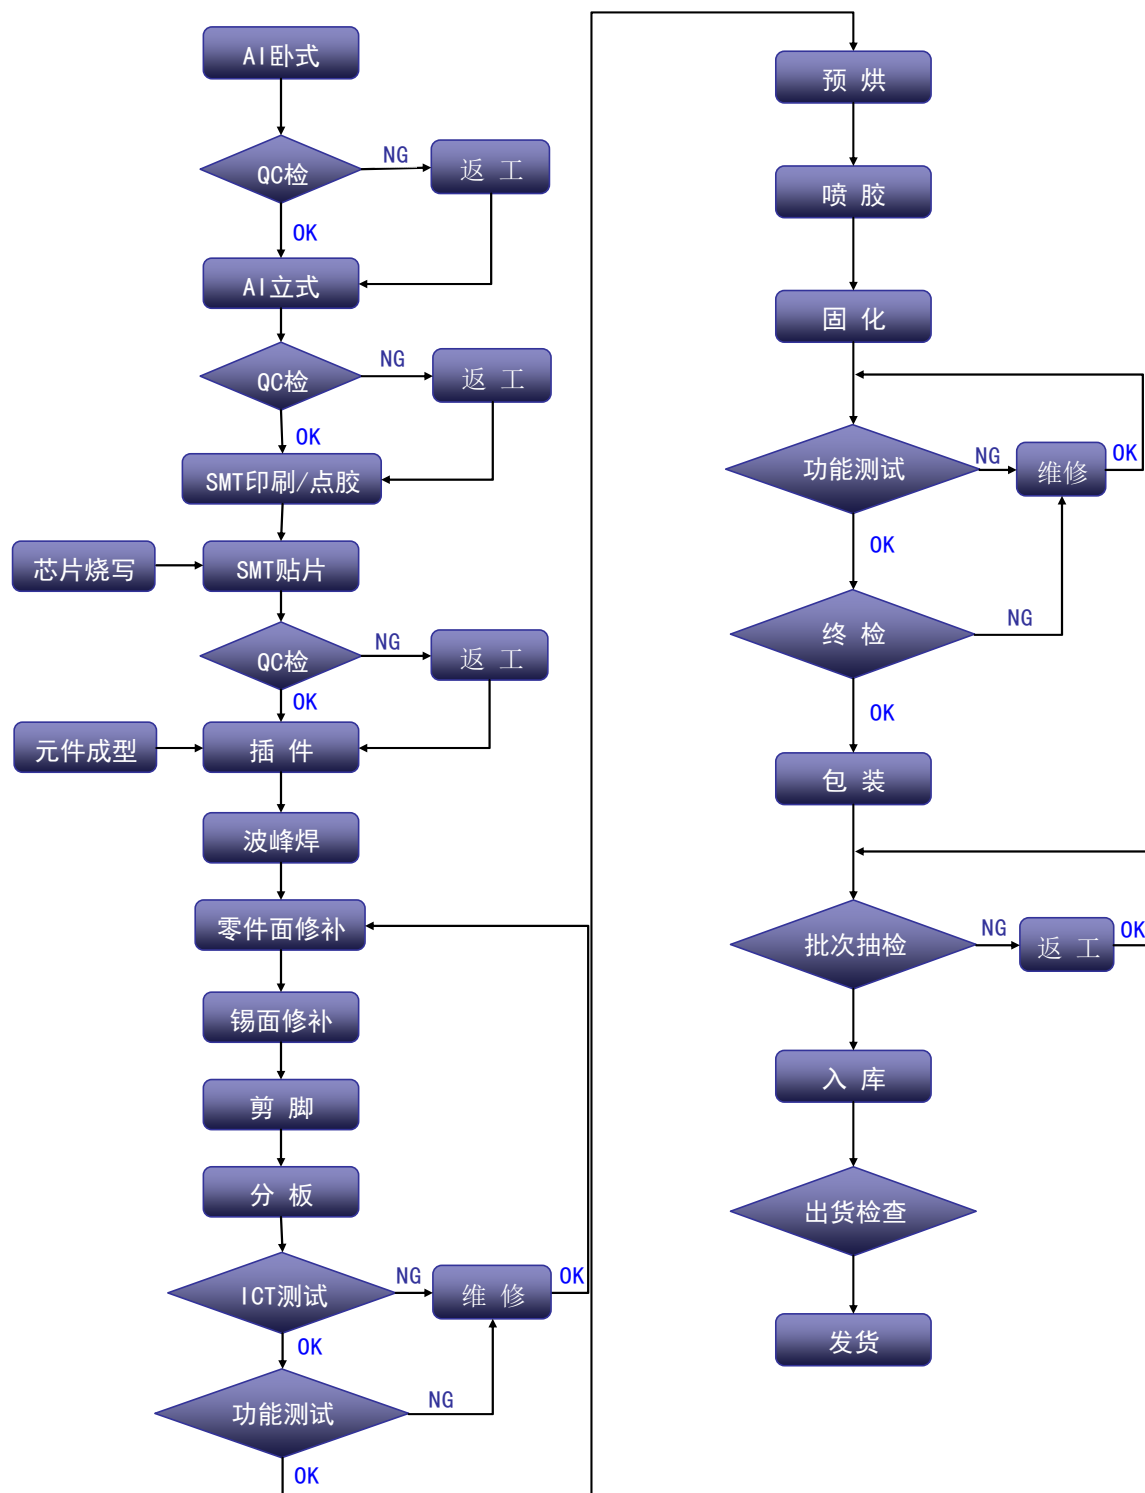 AI卧式
QC检
NG
返 工
OK
AI立式
QC检
NG
返 工
OK
SMT印刷/点胶
芯片烧写
SMT贴片
QC检
NG
返 工
OK
元件成型
插 件
波峰焊
零件面修补
锡面修补
剪 脚
分 板
ICT测试
NG
维 修
OK
OK
功能测试
NG
OK
预 烘
喷 胶
固 化
功能测试
NG
维修
OK
OK
终 检
NG
OK
包 装
批次抽检
NG
返 工
OK
入 库
出货检查
发货